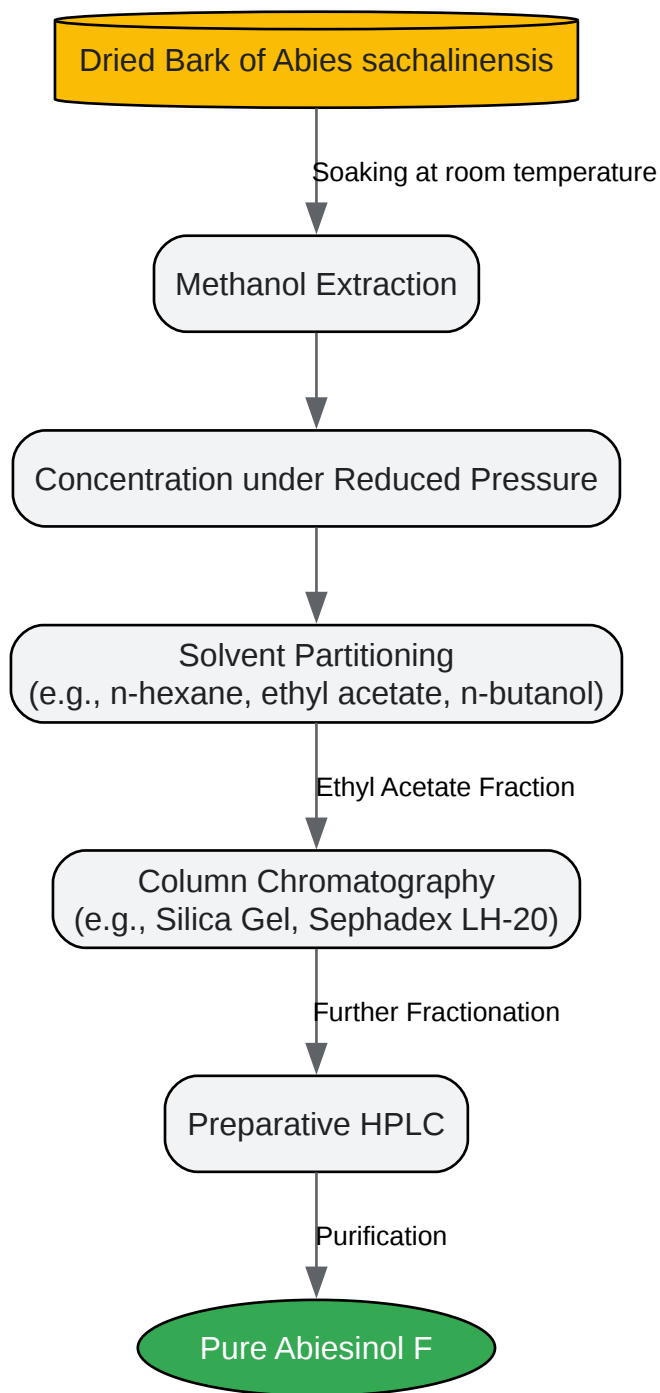 Dried Bark of Abies sachalinensis
Soaking at room temperature
Methanol Extraction
Concentration under Reduced Pressure
Solvent Partitioning
(e.g., n-hexane, ethyl acetate, n-butanol)
Ethyl Acetate Fraction
Column Chromatography
(e.g., Silica Gel, Sephadex LH-20)
Further Fractionation
Preparative HPLC
Purification
Pure Abiesinol F